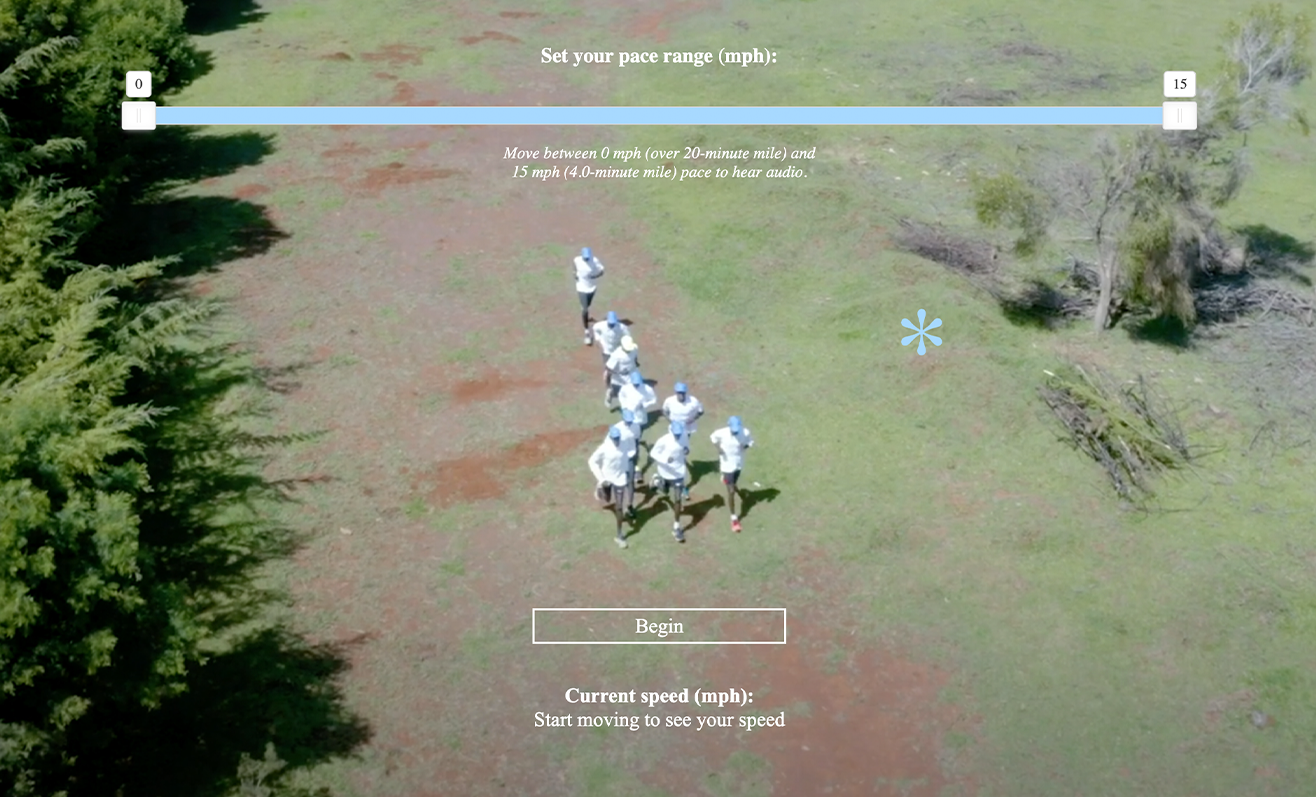 Set your pace range (mph):
0
15
Move between 0 mph (over 20-minute mile) and
15 mph (4.0-minute mile) pace to hear audio.
Begin
Current speed (mph):
Start moving to see your speed